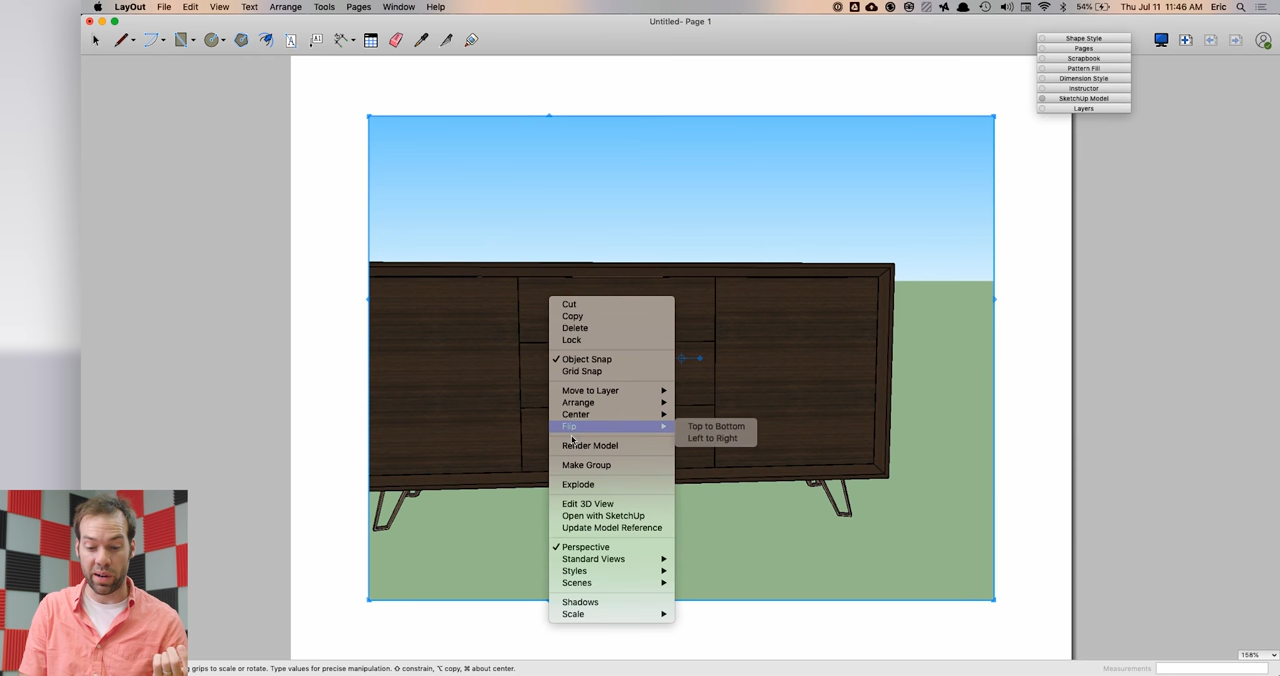 LayOut File Edit View Text Arrange Tools Pages Window Help 54% Thu Jul 11 11:46 AM Eric
Untitled- Page 1
Shape Style
Pages
Scrapbook
Pattern Fill
Dimension Style
Instructor
SketchUp Model
Layers
Cut
Copy
Delete
Lock
✓ Object Snap
Grid Snap
Move to Layer
Arrange
Center
Flip
Top to Bottom
Left to Right
Render Model
Make Group
Explode
Edit 3D View
Open with SketchUp
Update Model Reference
✓ Perspective
Standard Views
Styles
Scenes
Shadows
Scale
158%
grips to scale or rotate. Type values for precise manipulation. ⇧ constrain, ⌥ copy, ⌘ about center.
Measurements